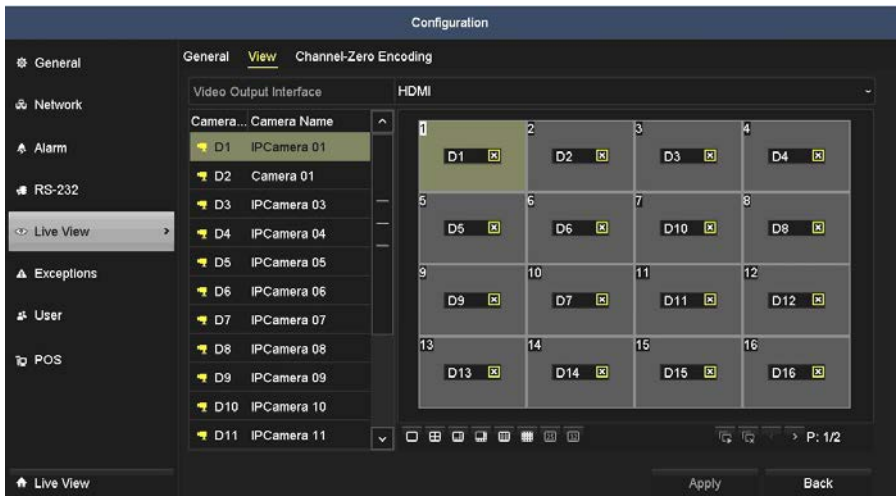 Configuration
General
Network
Alarm
RS-232
Live View
Exceptions
User
POS
Live View
General View Channel-Zero Encoding
Video Output Interface HDMI
Camera... Camera Name
D1 IPCamera 01
D2 Camera 01
D3 IPCamera 03
D4 IPCamera 04
D5 IPCamera 05
D6 IPCamera 06
D7 IPCamera 07
D8 IPCamera 08
D9 IPCamera 09
D10 IPCamera 10
D11 IPCamera 11
1 2 3 4
D1 D2 D3 D4
5 6 7 8
D5 D6 D10 D8
9 10 11 12
D9 D7 D11 D12
13 14 15 16
D13 D14 D15 D16
P: 1/2
Apply Back